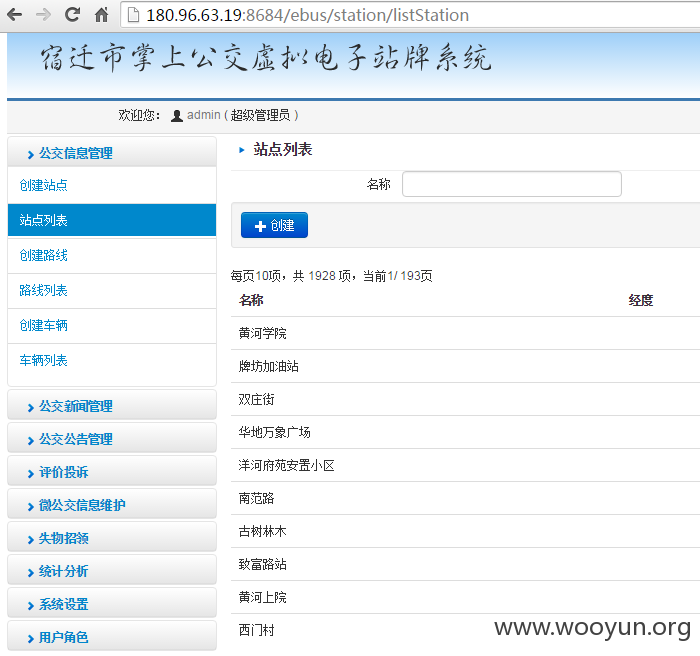 180.96.63.19:8684/ebus/station/listStation
宿迁市掌上公交虚拟电子站牌系统
欢迎您： admin ( 超级管理员 )
公交信息管理
创建站点
站点列表
创建路线
路线列表
创建车辆
车辆列表
公交新闻管理
公交公告管理
评价投诉
微公交信息维护
失物招领
统计分析
系统设置
用户角色
站点列表
名称
创建
每页10项，共 1928 项，当前1/ 193页
名称 经度
黄河学院
牌坊加油站
双庄街
华地万象广场
洋河府苑安置小区
南范路
古树林木
致富路站
黄河上院
西门村
www.wooyun.org